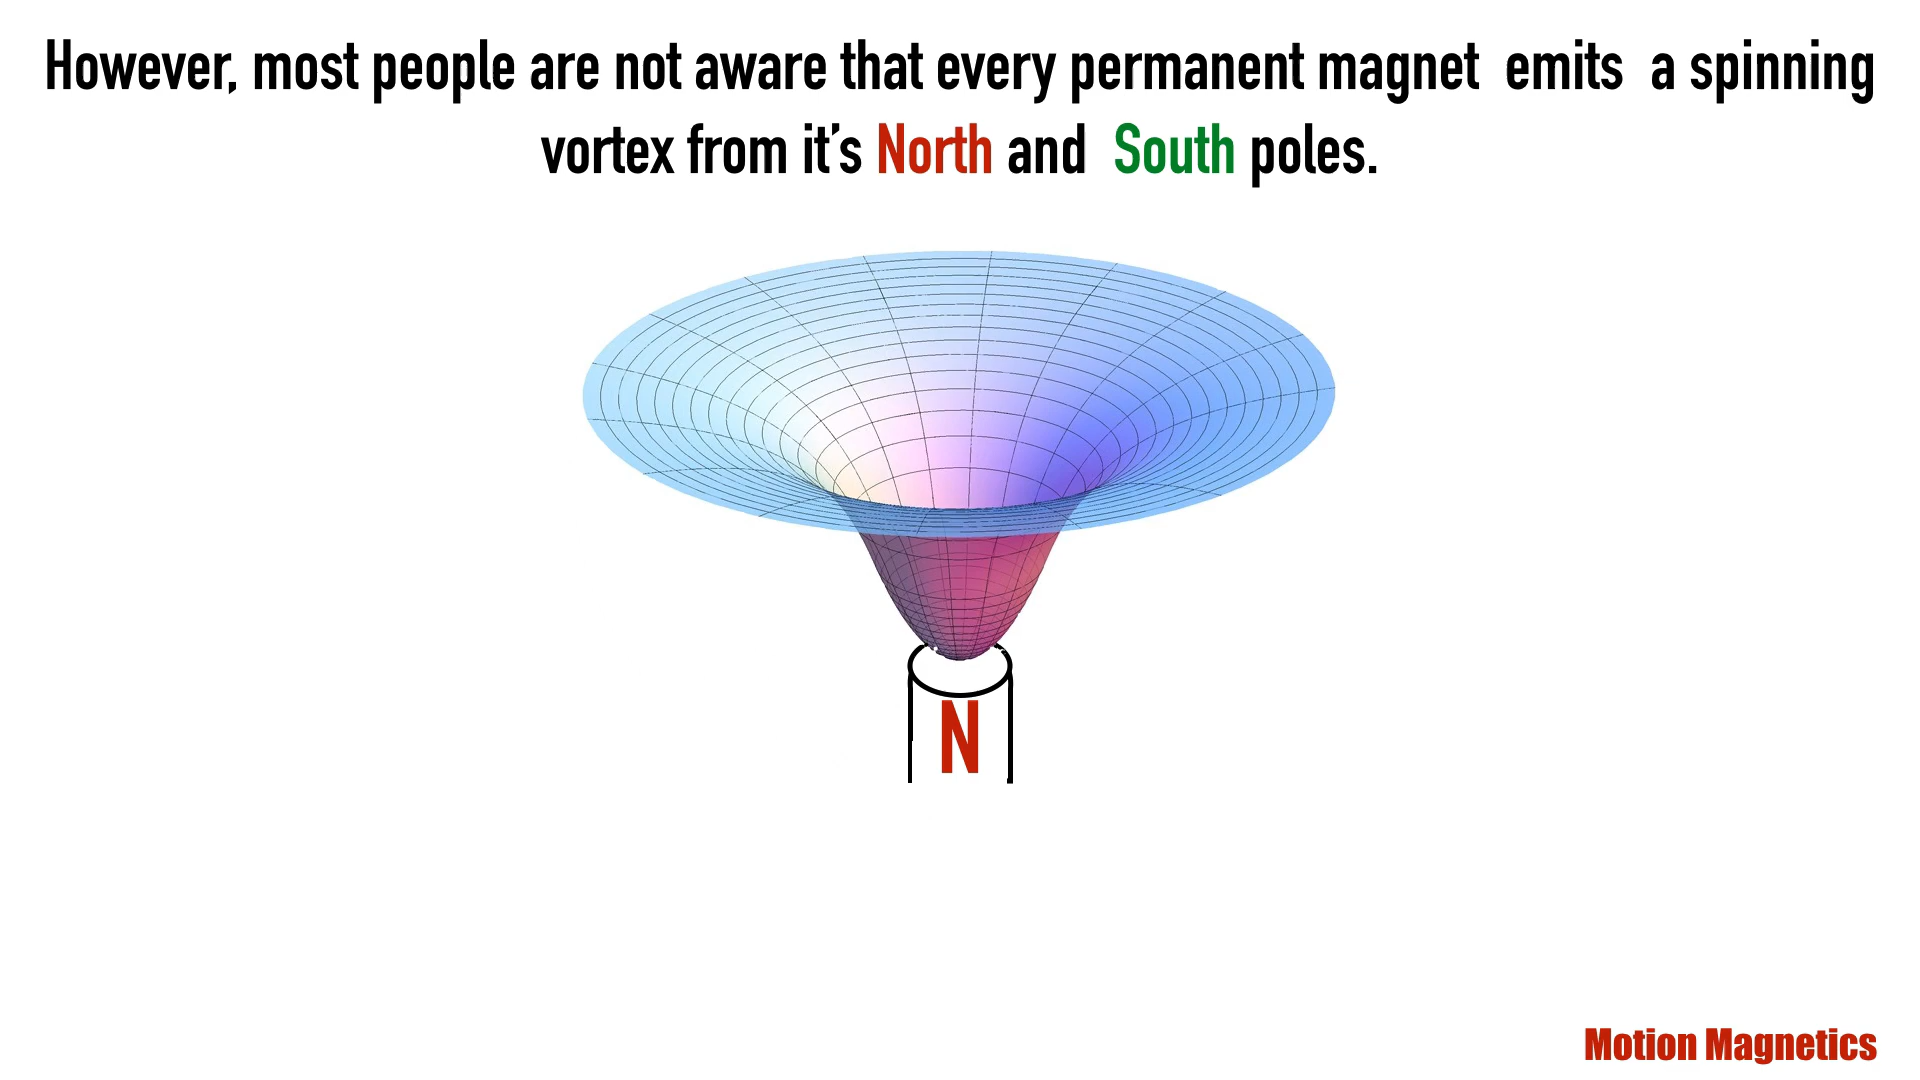 However, most people are not aware that every permanent magnet emits a spinning
vortex from it’s North and South poles.
N
Motion Magnetics